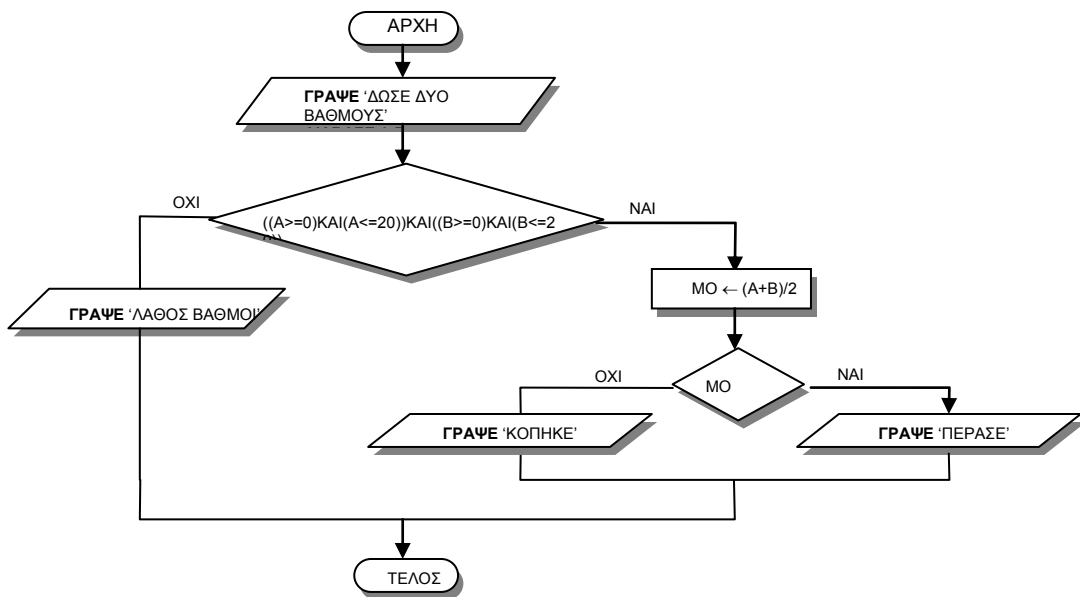 ΑΡΧΗ
ΓΡΑΨΕ ‘ΔΩΣΕ ΔΥΟ
ΒΑΘΜΟΥΣ’
ΟΧΙ
((Α>=0)ΚΑΙ(Α<=20))ΚΑΙ((Β>=0)ΚΑΙ(Β<=2
ΝΑΙ
ΜΟ ← (Α+Β)/2
ΓΡΑΨΕ ‘ΛΑΘΟΣ ΒΑΘΜΟΙ’
ΟΧΙ
ΜΟ
ΝΑΙ
ΓΡΑΨΕ ‘ΚΟΠΗΚΕ’
ΓΡΑΨΕ ‘ΠΕΡΑΣΕ’
ΤΕΛΟΣ